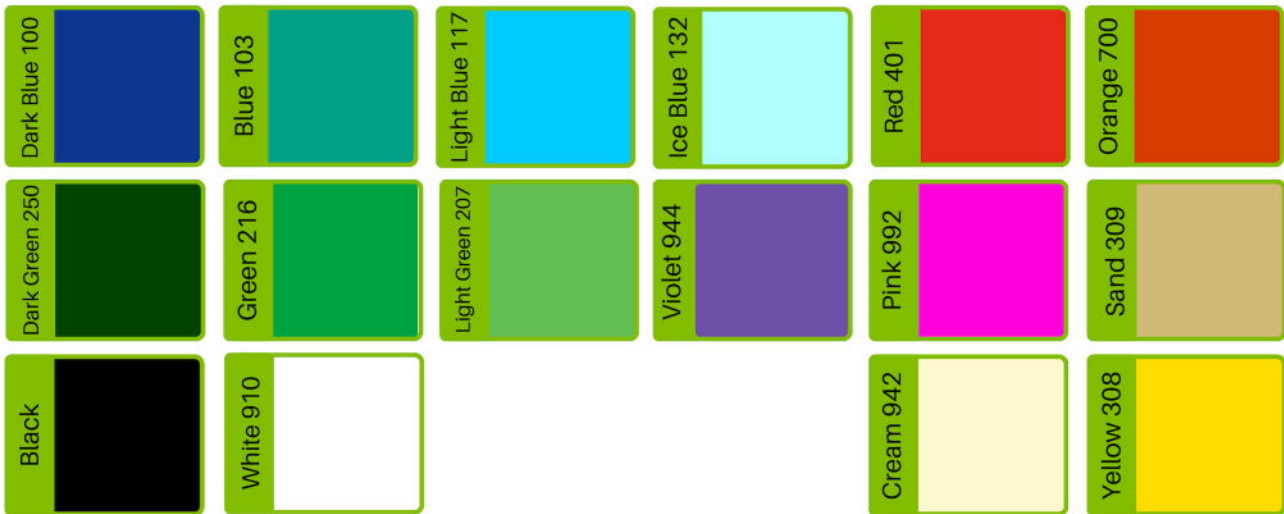 Dark Blue 100
Blue 103
Light Blue 117
Ice Blue 132
Red 401
Orange 700
Dark Green 250
Green 216
Light Green 207
Violet 944
Pink 992
Sand 309
Black
White 910
Cream 942
Yellow 308